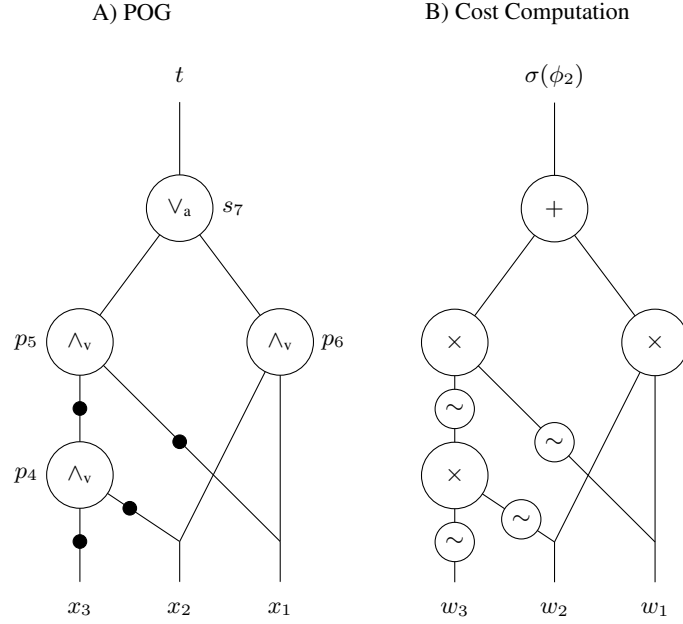 A) POG B) Cost Computation
t σ(ϕ₂)
∨ₐ s₇ +
p₅ ∧ᵥ ∧ᵥ p₆ × ×
∼ ∼
p₄ ∧ᵥ ×
∼
∼
x₃ x₂ x₁ w₃ w₂ w₁